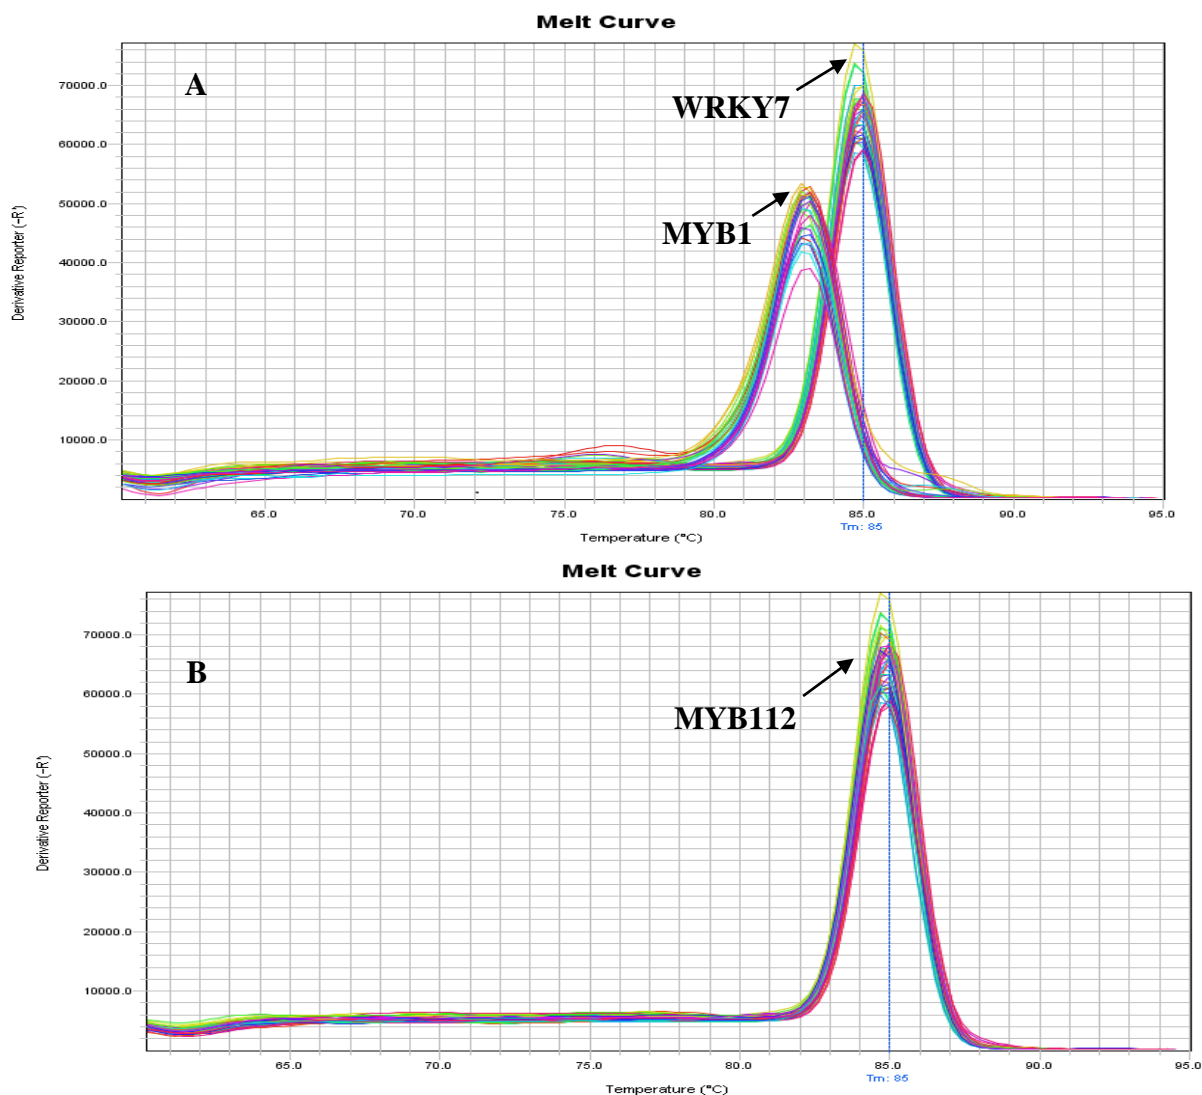 Melt Curve
A
WRKY7
MYB1
Derivative Reporter (-R')
70000.0
60000.0
50000.0
40000.0
30000.0
20000.0
10000.0
65.0 70.0 75.0 80.0 85.0 90.0 95.0
Tm: 85
Temperature (°C)
Melt Curve
B
MYB112
Derivative Reporter (-R')
70000.0
60000.0
50000.0
40000.0
30000.0
20000.0
10000.0
65.0 70.0 75.0 80.0 85.0 90.0 95.0
Tm: 85
Temperature (°C)